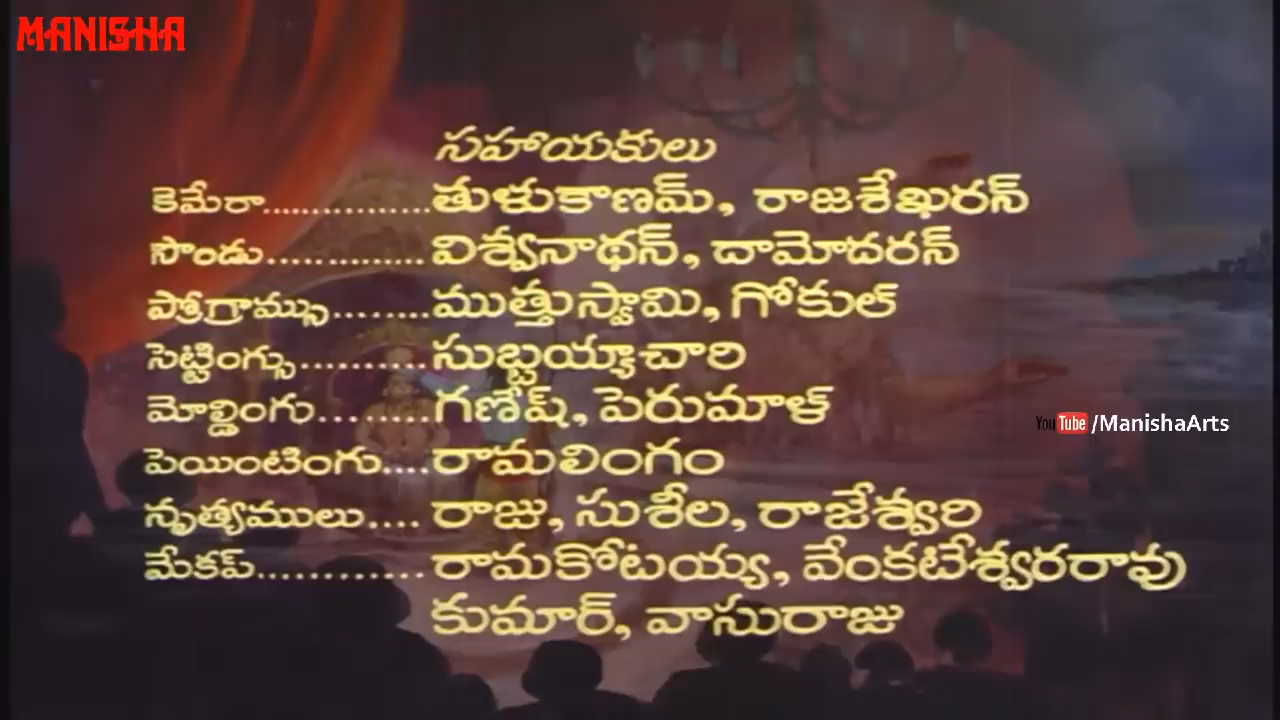 MANISHA
సహాయకులు
కెమేరా............... తుళుకాణమ్, రాజశేఖరన్
సౌండు............ విశ్వనాథన్, దామోదరన్
ప్రోగ్రామ్సు........ ముత్తుస్వామి, గోకుల్
సెట్టింగ్సు.......... సుబ్బయ్యాచారి
మోల్డింగు......... గణేష్, పెరుమాళ్
పెయింటింగు.... రామలింగం
నృత్యములు.... రాజు, సుశీల, రాజేశ్వరి
మేకప్............ రామకోటయ్య, వేంకటేశ్వరరావు
కుమార్, వాసురాజు
YouTube /ManishaArts